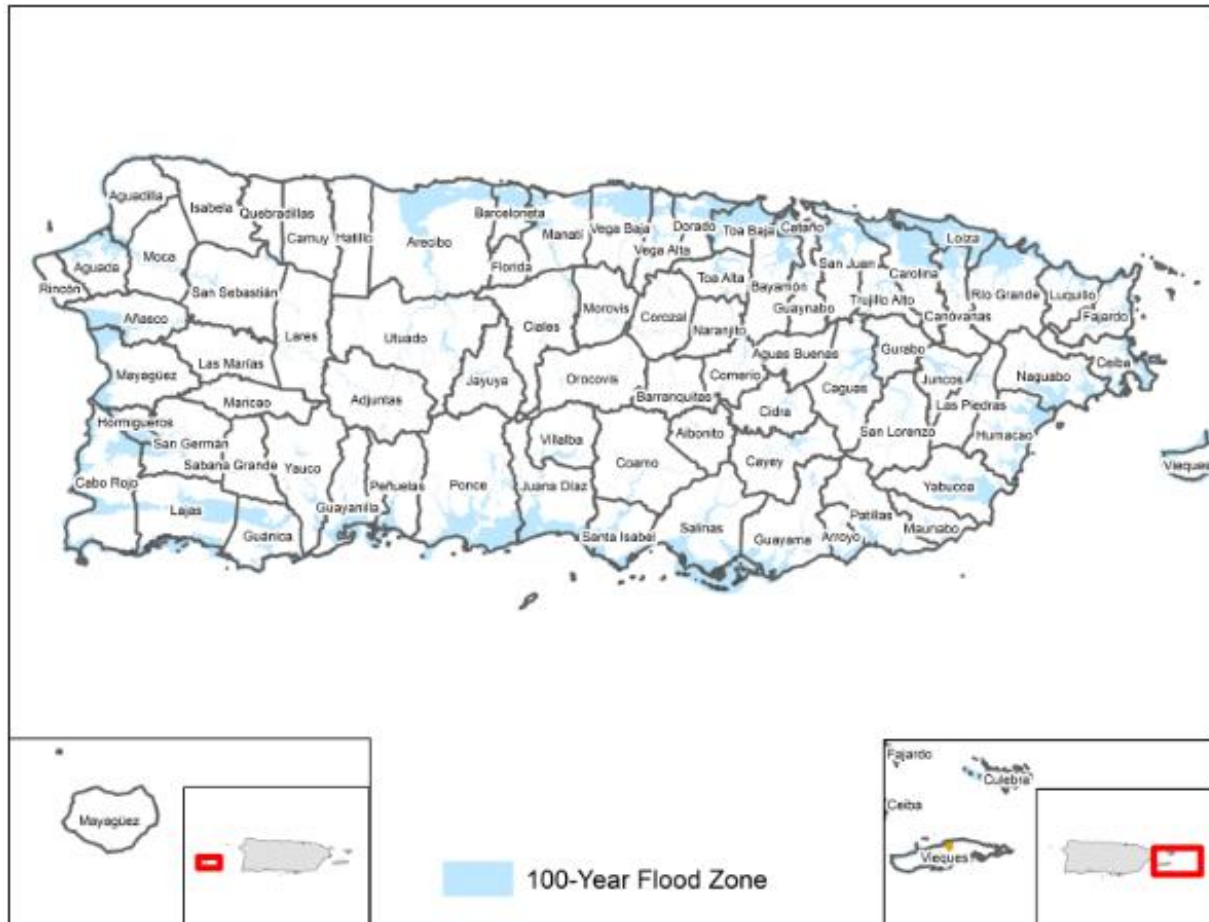 Aguadilla
Isabela
Quebradillas
Camuy
Hatillo
Arecibo
Barceloneta
Manatí
Vega Baja
Vega Alta
Dorado
Toa Baja
Cataño
San Juan
Carolina
Loíza
Moca
Aguada
Rincón
San Sebastián
Florida
Toa Alta
Bayamón
Guaynabo
Trujillo Alto
Canóvanas
Río Grande
Luquillo
Fajardo
Añasco
Lares
Utuado
Ciales
Morovis
Corozal
Naranjito
Aguas Buenas
Gurabo
Ceiba
Mayagüez
Las Marías
Maricao
Adjuntas
Jayuya
Orocovis
Barranquitas
Comerío
Cidra
Caguas
Juncos
Las Piedras
Naguabo
Hormigueros
San Germán
Sabana Grande
Yauco
Villalba
Aibonito
Coamo
Cayey
San Lorenzo
Humacao
Vieques
Cabo Rojo
Lajas
Guánica
Guayanilla
Peñuelas
Ponce
Juana Díaz
Santa Isabel
Salinas
Guayama
Arroyo
Patillas
Maunabo
Yabucoa
Mayagüez
100-Year Flood Zone
Fajardo
Culebra
Ceiba
Vieques